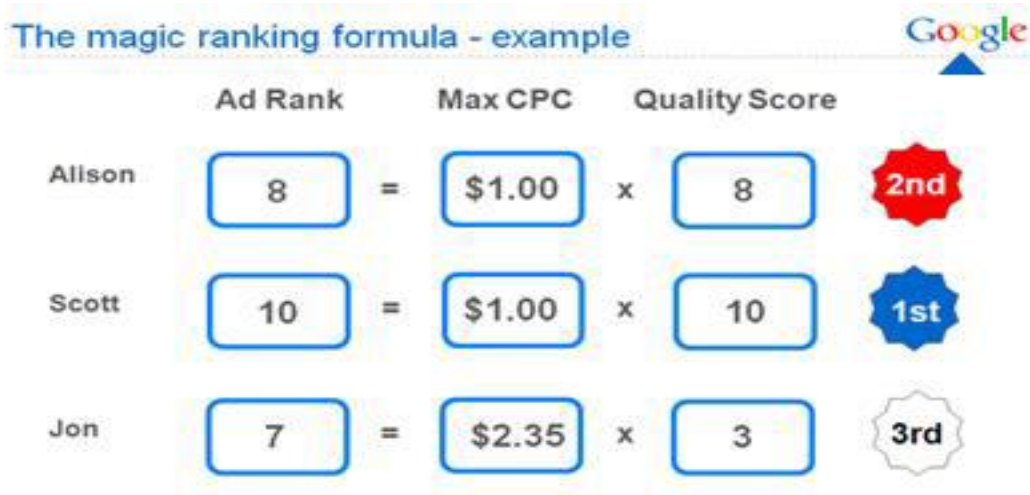 The magic ranking formula - example
Google
Ad Rank Max CPC Quality Score
Alison 8 = $1.00 x 8 2nd
Scott 10 = $1.00 x 10 1st
Jon 7 = $2.35 x 3 3rd